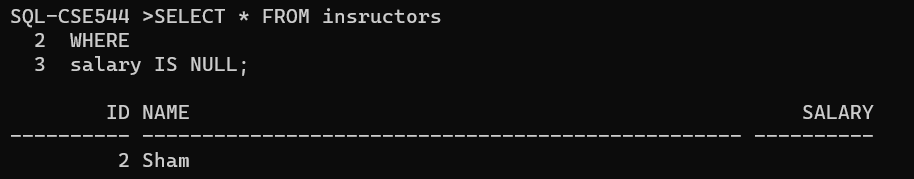 SQL-CSE544 >SELECT * FROM insructors
  2  WHERE
  3  salary IS NULL;
        ID NAME                                                   SALARY
---------- -------------------------------------------------- ----------
         2 Sham